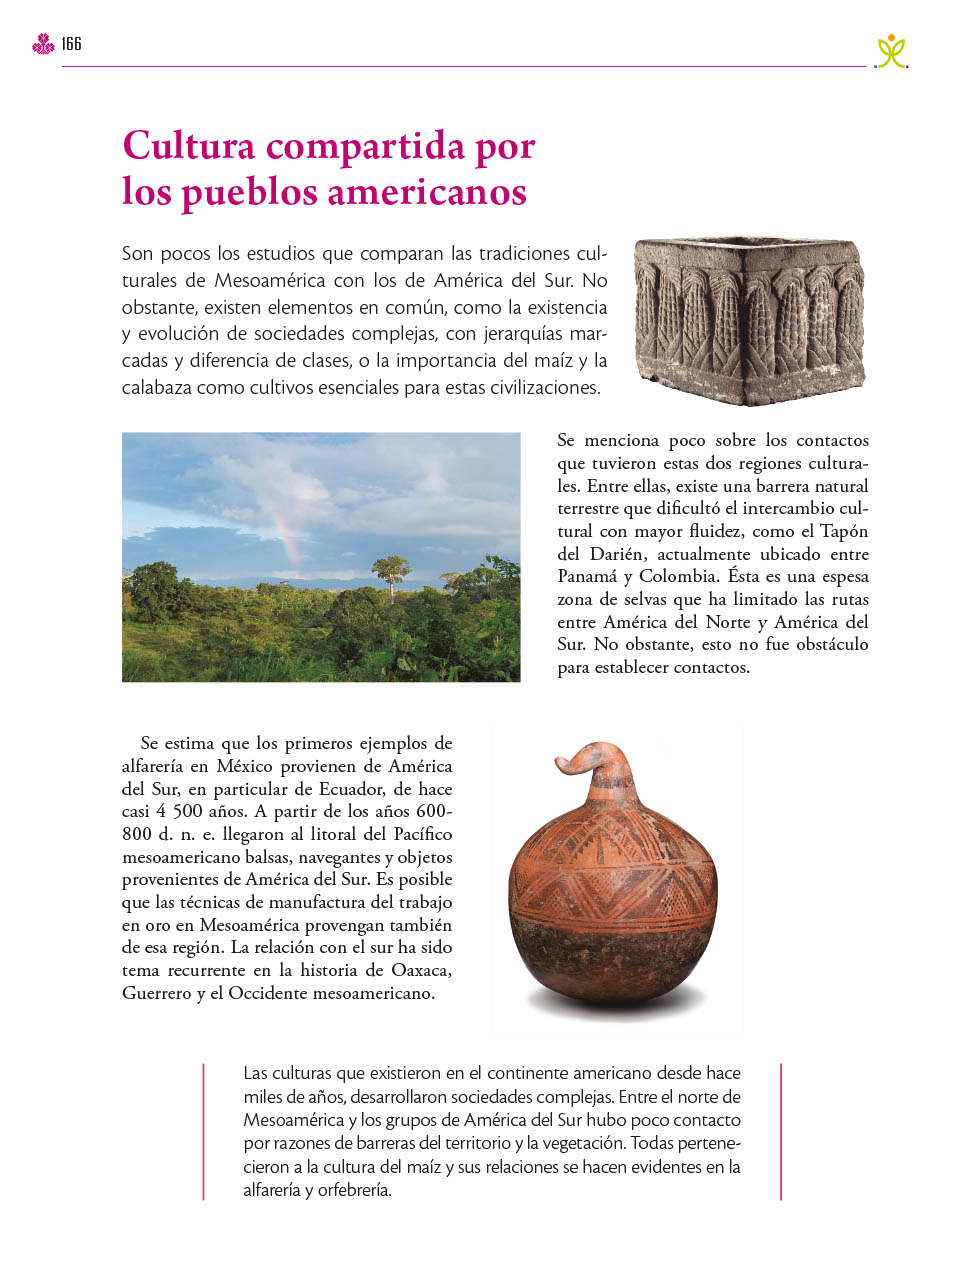 166
Cultura compartida por
los pueblos americanos
Son pocos los estudios que comparan las tradiciones cul-
turales de Mesoamérica con los de América del Sur. No
obstante, existen elementos en común, como la existencia
y evolución de sociedades complejas, con jerarquías mar-
cadas y diferencia de clases, o la importancia del maíz y la
calabaza como cultivos esenciales para estas civilizaciones.
Se menciona poco sobre los contactos
que tuvieron estas dos regiones cultura-
les. Entre ellas, existe una barrera natural
terrestre que dificultó el intercambio cul-
tural con mayor fluidez, como el Tapón
del Darién, actualmente ubicado entre
Panamá y Colombia. Ésta es una espesa
zona de selvas que ha limitado las rutas
entre América del Norte y América del
Sur. No obstante, esto no fue obstáculo
para establecer contactos.
Se estima que los primeros ejemplos de
alfarería en México provienen de América
del Sur, en particular de Ecuador, de hace
casi 4 500 años. A partir de los años 600-
800 d. n. e. llegaron al litoral del Pacífico
mesoamericano balsas, navegantes y objetos
provenientes de América del Sur. Es posible
que las técnicas de manufactura del trabajo
en oro en Mesoamérica provengan también
de esa región. La relación con el sur ha sido
tema recurrente en la historia de Oaxaca,
Guerrero y el Occidente mesoamericano.
Las culturas que existieron en el continente americano desde hace
miles de años, desarrollaron sociedades complejas. Entre el norte de
Mesoamérica y los grupos de América del Sur hubo poco contacto
por razones de barreras del territorio y la vegetación. Todas pertene-
cieron a la cultura del maíz y sus relaciones se hacen evidentes en la
alfarería y orfebrería.